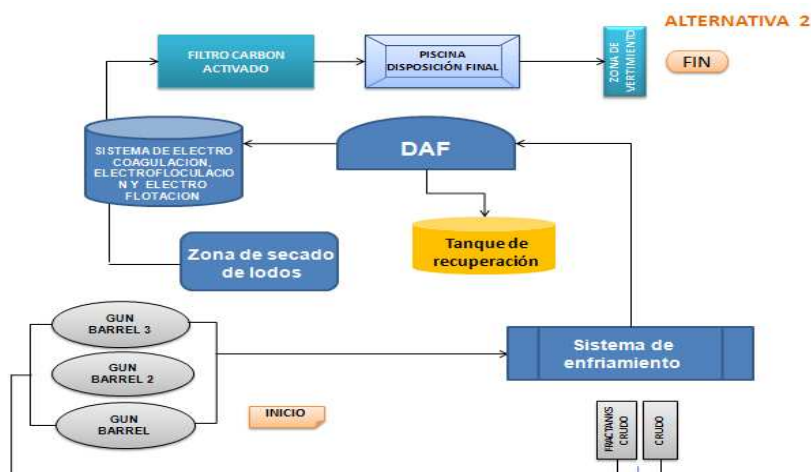 ALTERNATIVA 2
FILTRO CARBON
ACTIVADO
PISCINA
DISPOSICIÓN FINAL
ZONA DE
VERTIMIENTO
FIN
SISTEMA DE ELECTRO
COAGULACION,
ELECTROFLOCULACIO
N Y ELECTRO
FLOTACION
DAF
Zona de secado
de lodos
Tanque de
recuperación
GUN
BARREL 3
GUN
BARREL 2
GUN
BARREL
INICIO
Sistema de
enfriamiento
FRACTANKS
CRUDO
CRUDO